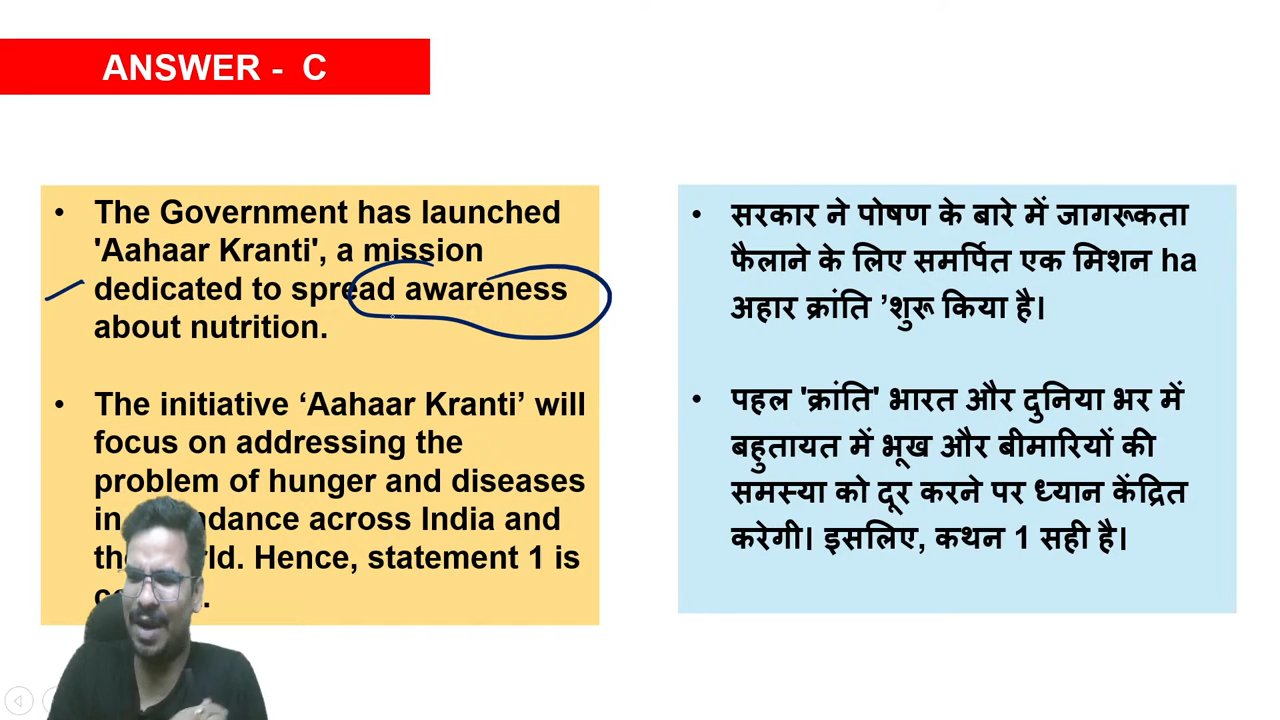 ANSWER - C
• The Government has launched
'Aahaar Kranti', a mission
dedicated to spread awareness
about nutrition.
• The initiative ‘Aahaar Kranti’ will
focus on addressing the
problem of hunger and diseases
in dance across India and
the rld. Hence, statement 1 is
• सरकार ने पोषण के बारे में जागरूकता
फैलाने के लिए समर्पित एक मिशन ha
अहार क्रांति ’शुरू किया है।
• पहल 'क्रांति' भारत और दुनिया भर में
बहुतायत में भूख और बीमारियों की
समस्या को दूर करने पर ध्यान केंद्रित
करेगी। इसलिए, कथन 1 सही है।